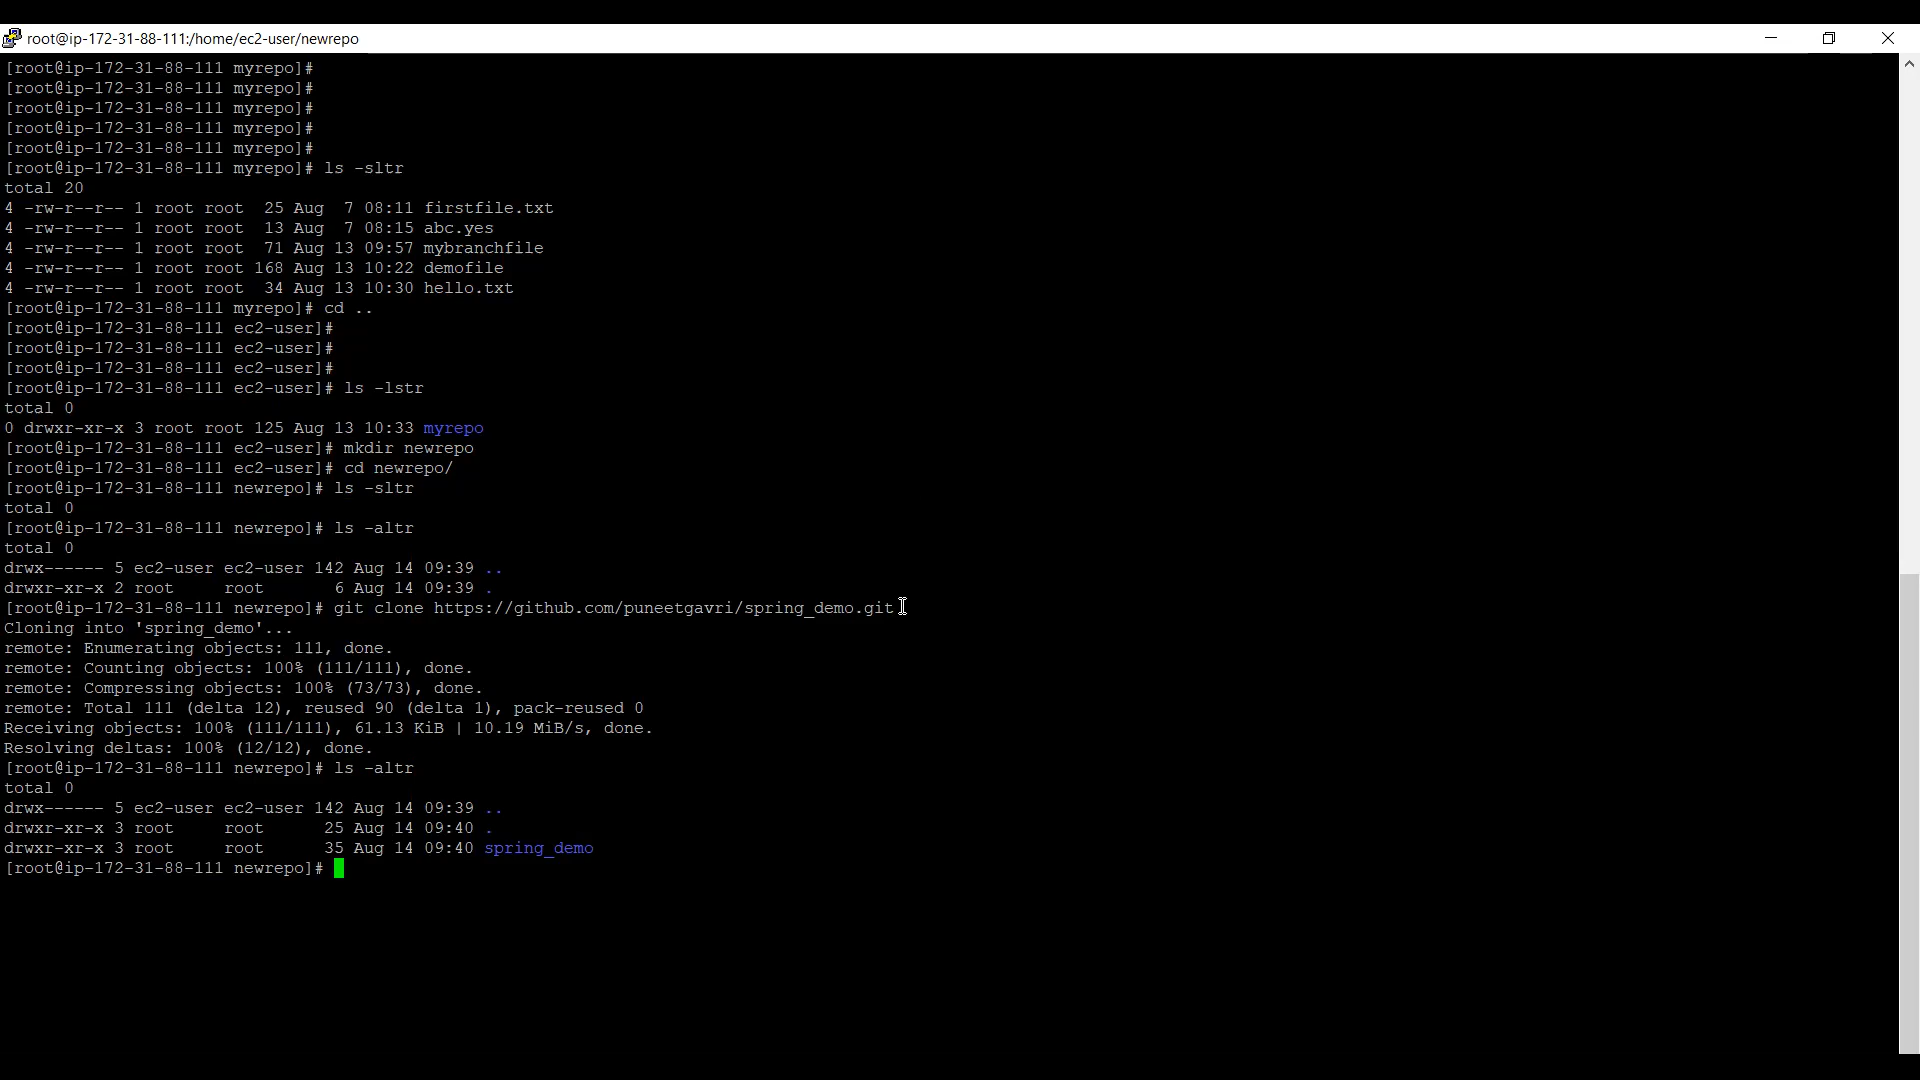 root@ip-172-31-88-111:/home/ec2-user/newrepo
[root@ip-172-31-88-111 myrepo]#
[root@ip-172-31-88-111 myrepo]#
[root@ip-172-31-88-111 myrepo]#
[root@ip-172-31-88-111 myrepo]#
[root@ip-172-31-88-111 myrepo]#
[root@ip-172-31-88-111 myrepo]# ls -sltr
total 20
4 -rw-r--r-- 1 root root  25 Aug  7 08:11 firstfile.txt
4 -rw-r--r-- 1 root root  13 Aug  7 08:15 abc.yes
4 -rw-r--r-- 1 root root  71 Aug 13 09:57 mybranchfile
4 -rw-r--r-- 1 root root 168 Aug 13 10:22 demofile
4 -rw-r--r-- 1 root root  34 Aug 13 10:30 hello.txt
[root@ip-172-31-88-111 myrepo]# cd ..
[root@ip-172-31-88-111 ec2-user]#
[root@ip-172-31-88-111 ec2-user]#
[root@ip-172-31-88-111 ec2-user]#
[root@ip-172-31-88-111 ec2-user]# ls -lstr
total 0
0 drwxr-xr-x 3 root root 125 Aug 13 10:33 myrepo
[root@ip-172-31-88-111 ec2-user]# mkdir newrepo
[root@ip-172-31-88-111 ec2-user]# cd newrepo/
[root@ip-172-31-88-111 newrepo]# ls -sltr
total 0
[root@ip-172-31-88-111 newrepo]# ls -altr
total 0
drwx------ 5 ec2-user ec2-user 142 Aug 14 09:39 ..
drwxr-xr-x 2 root     root       6 Aug 14 09:39 .
[root@ip-172-31-88-111 newrepo]# git clone https://github.com/puneetgavri/spring_demo.git
Cloning into 'spring_demo'...
remote: Enumerating objects: 111, done.
remote: Counting objects: 100% (111/111), done.
remote: Compressing objects: 100% (73/73), done.
remote: Total 111 (delta 12), reused 90 (delta 1), pack-reused 0
Receiving objects: 100% (111/111), 61.13 KiB | 10.19 MiB/s, done.
Resolving deltas: 100% (12/12), done.
[root@ip-172-31-88-111 newrepo]# ls -altr
total 0
drwx------ 5 ec2-user ec2-user 142 Aug 14 09:39 ..
drwxr-xr-x 3 root     root      25 Aug 14 09:40 .
drwxr-xr-x 3 root     root      35 Aug 14 09:40 spring_demo
[root@ip-172-31-88-111 newrepo]#